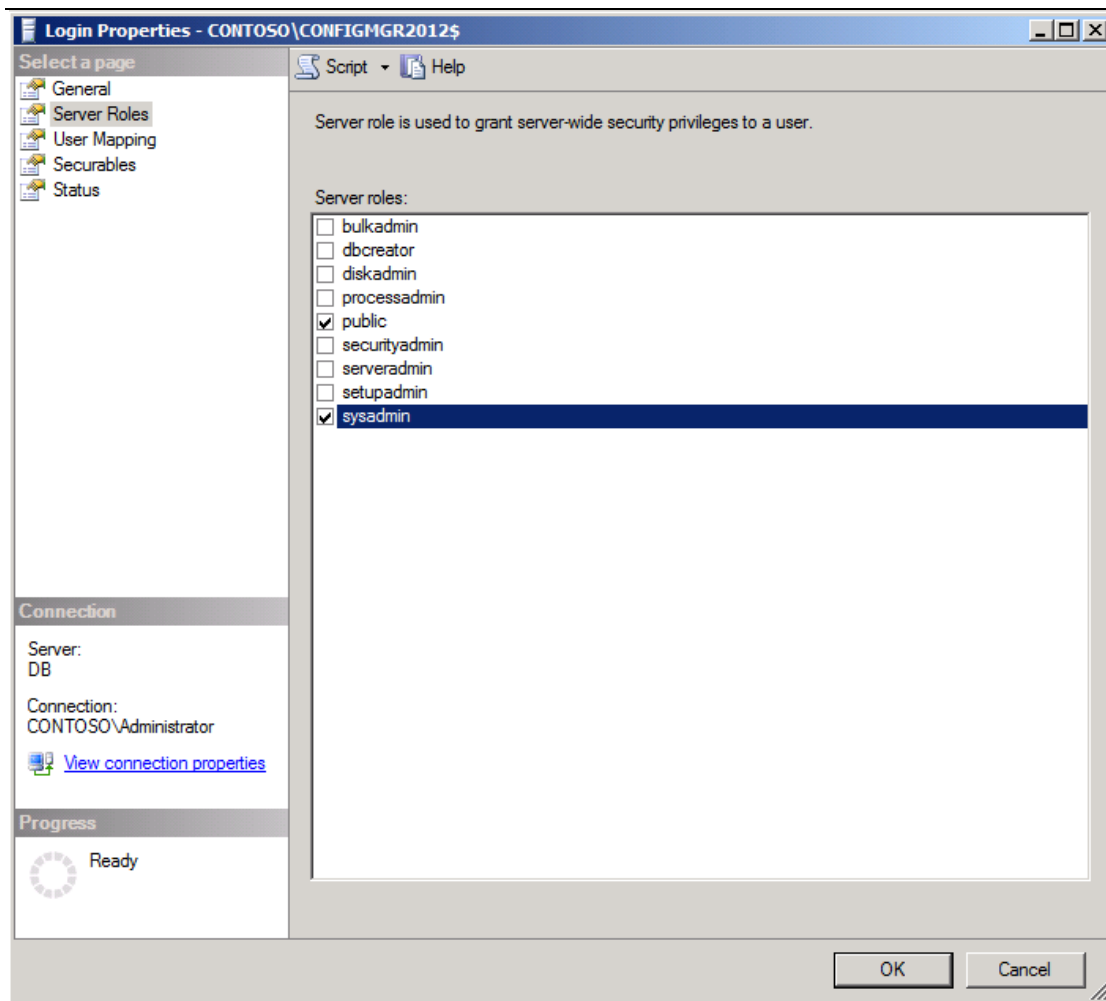 Login Properties - CONTOSO\CONFIGMGR2012$
Select a page
General
Server Roles
User Mapping
Securables
Status
Script
Help
Server role is used to grant server-wide security privileges to a user.
Server roles:
bulkadmin
dbcreator
diskadmin
processadmin
public
securityadmin
serveradmin
setupadmin
sysadmin
Connection
Server:
DB
Connection:
CONTOSO\Administrator
View connection properties
Progress
Ready
OK
Cancel